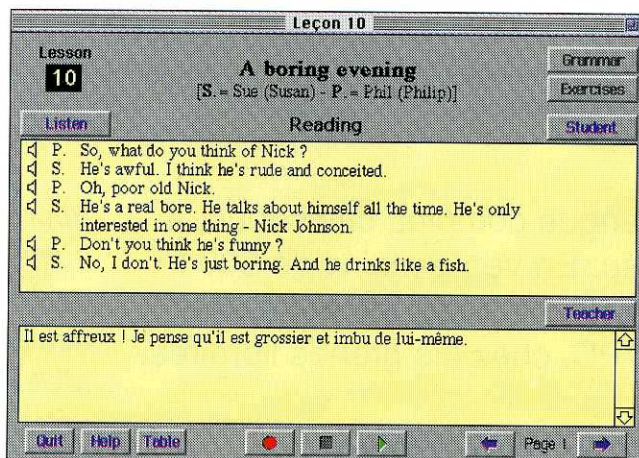 Leçon 10
Lesson
10
A boring evening
[S. = Sue (Susan) - P. = Phil (Philip)]
Grammar
Exercises
Listen
Reading
Student
P. So, what do you think of Nick ?
S. He's awful. I think he's rude and conceited.
P. Oh, poor old Nick.
S. He's a real bore. He talks about himself all the time. He's only
interested in one thing - Nick Johnson.
P. Don't you think he's funny ?
S. No, I don't. He's just boring. And he drinks like a fish.
Teacher
Il est affreux ! Je pense qu'il est grossier et imbu de lui-même.
Quit
Help
Table
Page 1